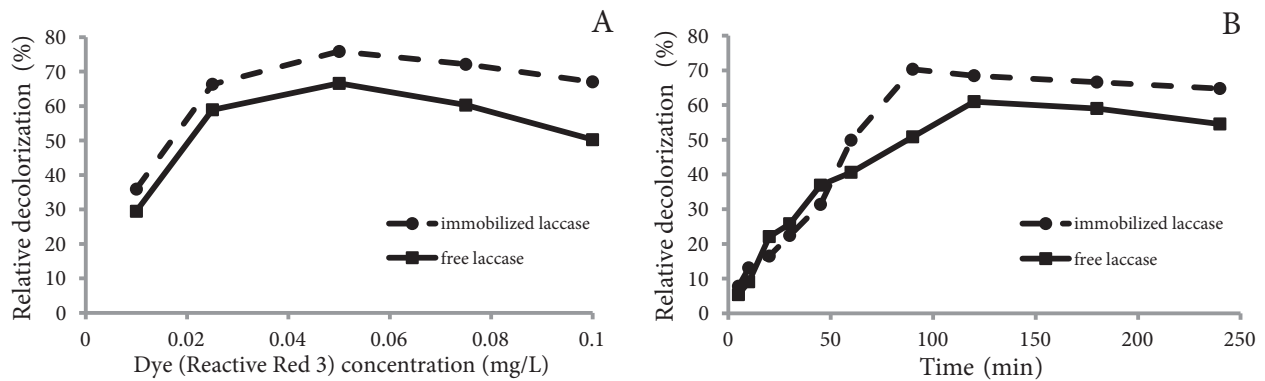 A
Relative decolorization (%)
80
70
60
50
40
30
20
10
0
immobilized laccase
free laccase
0 0.02 0.04 0.06 0.08 0.1
Dye (Reactive Red 3) concentration (mg/L)
B
Relative decolorization (%)
80
70
60
50
40
30
20
10
0
immobilized laccase
free laccase
0 50 100 150 200 250
Time (min)